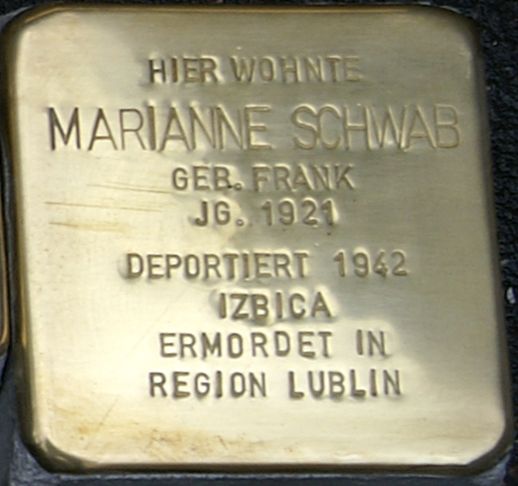 HIER WOHNTE
MARIANNE SCHWAB
GEB. FRANK
JG. 1921
DEPORTIERT 1942
IZBICA
ERMORDET IN
REGION LUBLIN